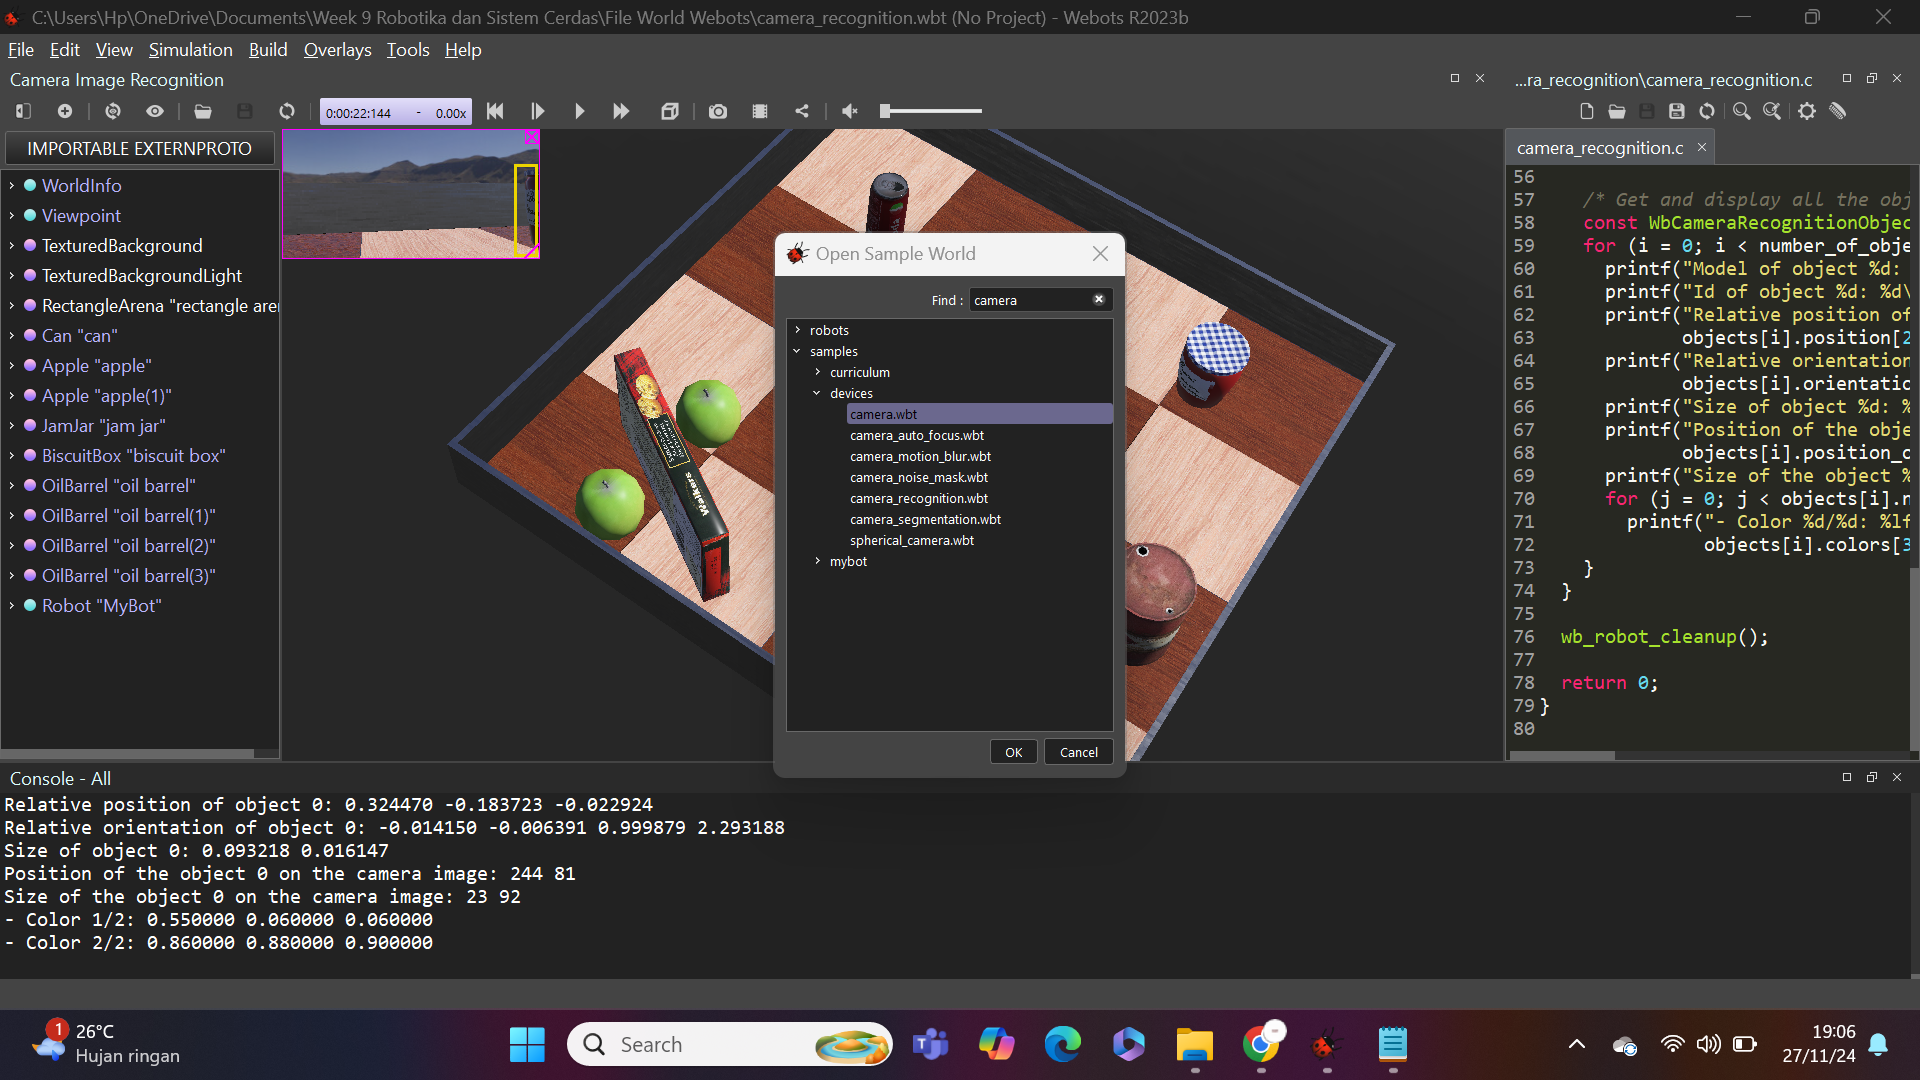 C:\Users\Hp\OneDrive\Documents\Week 9 Robotika dan Sistem Cerdas\File World Webots\camera_recognition.wbt (No Project) - Webots R2023b
File Edit View Simulation Build Overlays Tools Help
Camera Image Recognition
0:00:22:144 - 0.00x
IMPORTABLE EXTERNPROTO
WorldInfo
Viewpoint
TexturedBackground
TexturedBackgroundLight
RectangleArena "rectangle are
Can "can"
Apple "apple"
Apple "apple(1)"
JamJar "jam jar"
BiscuitBox "biscuit box"
OilBarrel "oil barrel"
OilBarrel "oil barrel(1)"
OilBarrel "oil barrel(2)"
OilBarrel "oil barrel(3)"
Robot "MyBot"
Walkers
Open Sample World
Find : camera
robots
samples
curriculum
devices
camera.wbt
camera_auto_focus.wbt
camera_motion_blur.wbt
camera_noise_mask.wbt
camera_recognition.wbt
camera_segmentation.wbt
spherical_camera.wbt
mybot
OK Cancel
...ra_recognition\camera_recognition.c
camera_recognition.c
56
57 /* Get and display all the obj
58 const WbCameraRecognitionObjec
59 for (i = 0; i < number_of_obje
60 printf("Model of object %d:
61 printf("Id of object %d: %d\
62 printf("Relative position of
63 objects[i].position[2
64 printf("Relative orientation
65 objects[i].orientatio
66 printf("Size of object %d: %
67 printf("Position of the obje
68 objects[i].position_o
69 printf("Size of the object %
70 for (j = 0; j < objects[i].n
71 printf("- Color %d/%d: %lf
72 objects[i].colors[3
73 }
74 }
75
76 wb_robot_cleanup();
77
78 return 0;
79 }
80
Console - All
Relative position of object 0: 0.324470 -0.183723 -0.022924
Relative orientation of object 0: -0.014150 -0.006391 0.999879 2.293188
Size of object 0: 0.093218 0.016147
Position of the object 0 on the camera image: 244 81
Size of the object 0 on the camera image: 23 92
- Color 1/2: 0.550000 0.060000 0.060000
- Color 2/2: 0.860000 0.880000 0.900000
1
26°C
Hujan ringan
Search
19:06
27/11/24